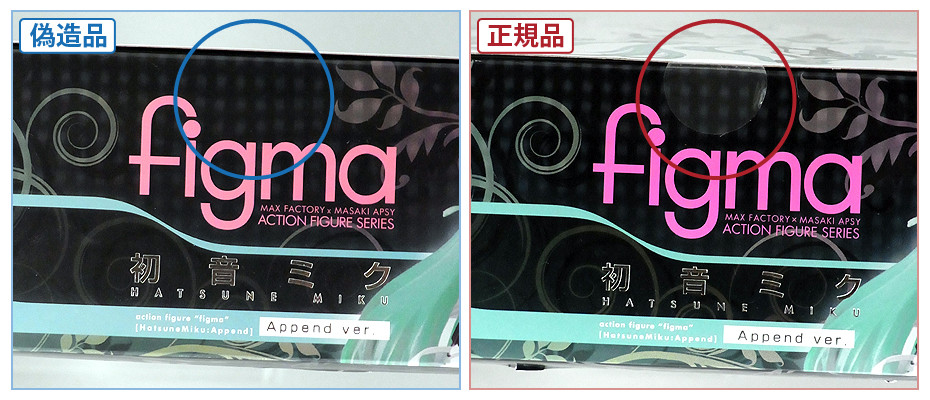 偽造品
figma
MAX FACTORY x MASAKI APSY
ACTION FIGURE SERIES
初音ミク
HATSUNE MIKU
action figure "figma"
[HatsuneMiku:Append]
Append ver.
正規品
figma
MAX FACTORY x MASAKI APSY
ACTION FIGURE SERIES
初音ミク
HATSUNE MIKU
action figure "figma"
[HatsuneMiku:Append]
Append ver.